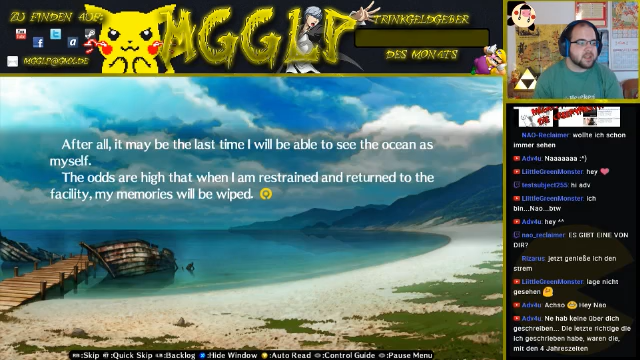 ZU FINDEN AUF:
MGGLP@GMX.DE
MGGLP
TRINKGELDGEBER
DES MONATS
After all, it may be the last time I will be able to see the ocean as
myself.
The odds are high that when I am restrained and returned to the
facility, my memories will be wiped.
:Skip :Quick Skip :Backlog :Hide Window :Auto Read :Control Guide :Pause Menu
NAO-Reclaimer: wollte ich schon
immer sehen
Adv4u: Naaaaaaa :*)
LiittleGreenMonster: hey
testsubject255: hi adv
LiittleGreenMonster: Ich
bin...Nao...btw
Adv4u: hey ^^
nao_reclaimer: ES GIBT EINE VON
DIR?
Rizorus: jetzt genieße ich den
strem
LiittleGreenMonster: lage nicht
gesehen
Adv4u: Achso Hey Nao
Adv4u: Ne hab keine über dich
geschreiben... Die letzte richtige die
ich geschrieben habe, waren die,
mit den 4 Jahreszeiten